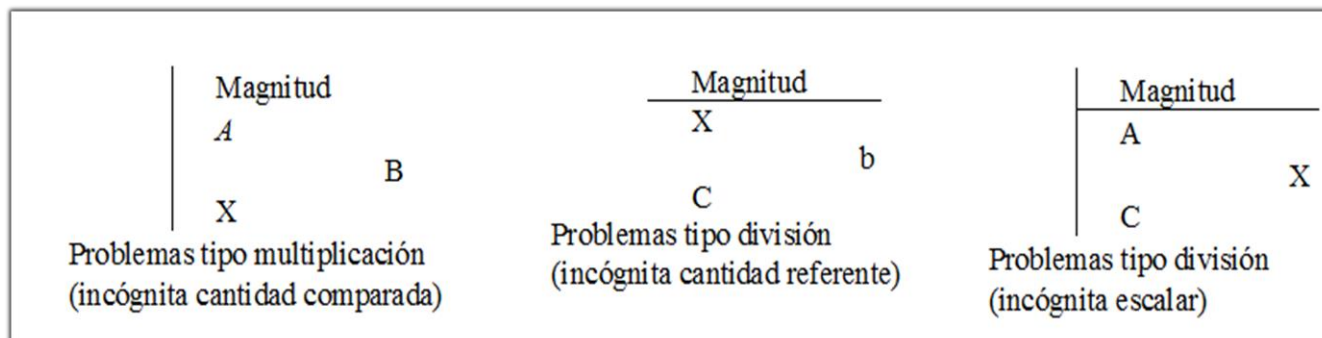 Magnitud
A
B
X
Problemas tipo multiplicación
(incógnita cantidad comparada)
Magnitud
X
b
C
Problemas tipo división
(incógnita cantidad referente)
Magnitud
A
X
C
Problemas tipo división
(incógnita escalar)